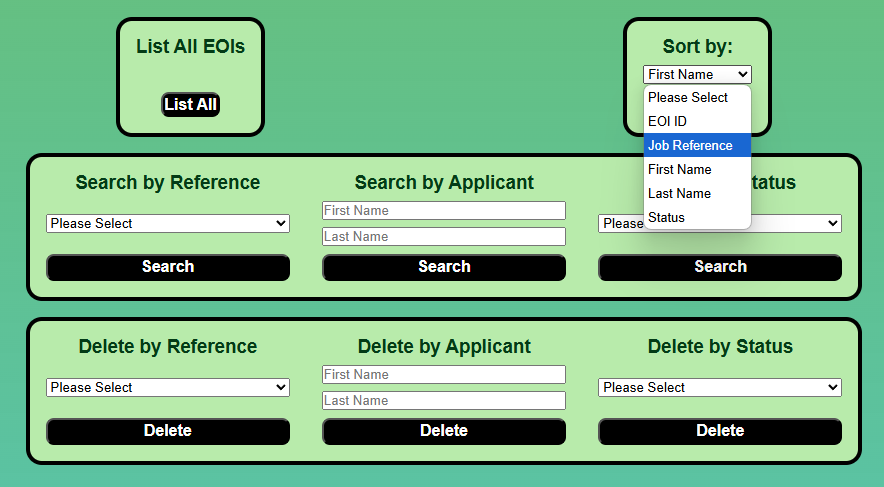 List All EOIs
List All
Sort by:
First Name
Please Select
EOI ID
Job Reference
First Name
Last Name
Status
Search by Reference
Please Select
Search
Search by Applicant
First Name
Last Name
Search
tatus
Please
Search
Delete by Reference
Please Select
Delete
Delete by Applicant
First Name
Last Name
Delete
Delete by Status
Please Select
Delete